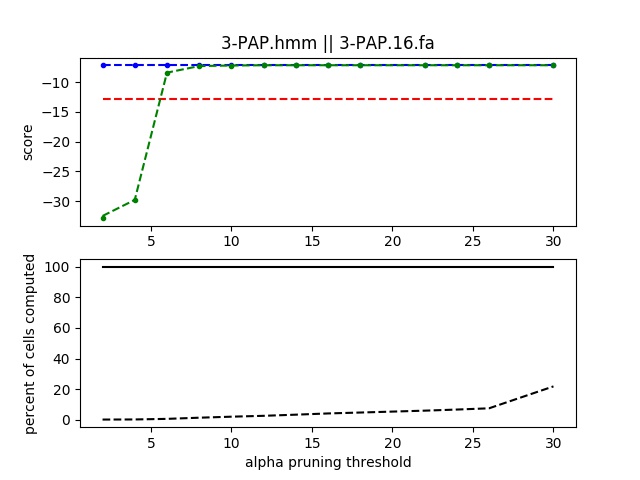 3-PAP.hmm || 3-PAP.16.fa
score
−10
−15
−20
−25
−30
5 10 15 20 25 30
percent of cells computed
100
80
60
40
20
0
5 10 15 20 25 30
alpha pruning threshold